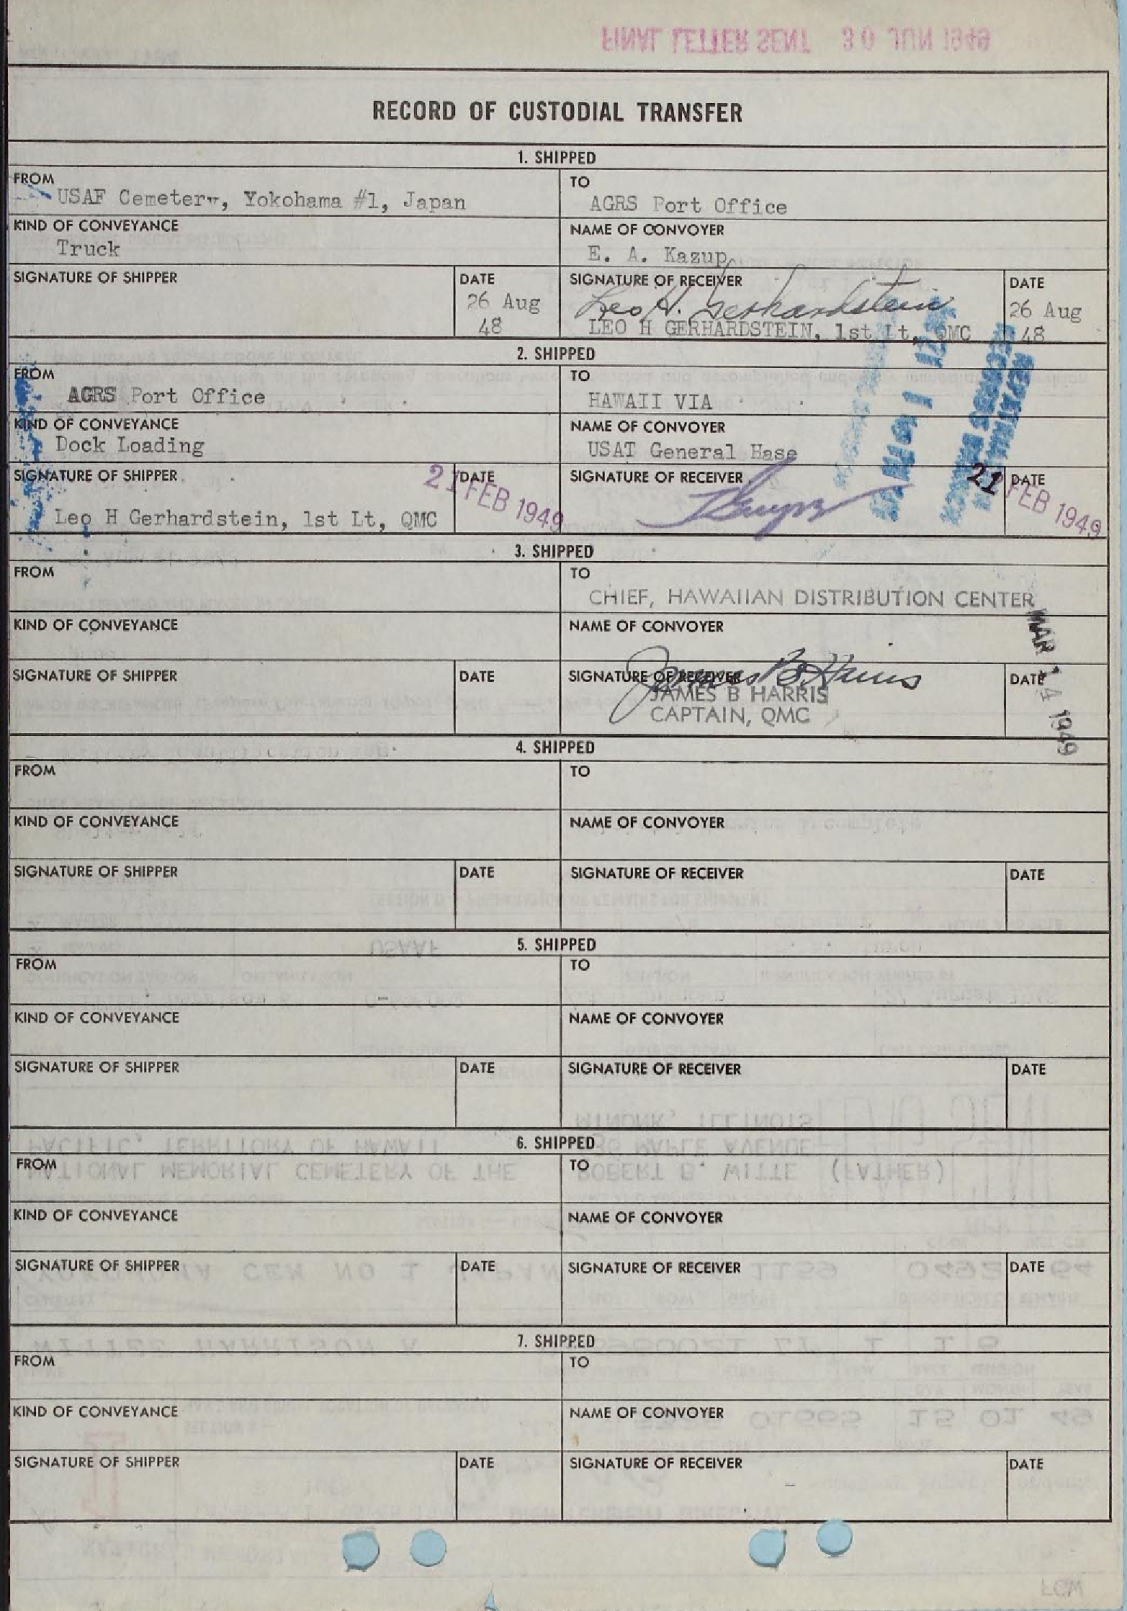 FINAL LETTER SENT 30 JUN 1949
RECORD OF CUSTODIAL TRANSFER
1. SHIPPED
FROM
USAF Cemetery, Yokohama #1, Japan
TO
AGRS Port Office
KIND OF CONVEYANCE
Truck
NAME OF CONVOYER
E. A. Kazup
SIGNATURE OF SHIPPER
DATE
26 Aug
48
SIGNATURE OF RECEIVER
Leo H. Gerhardstein
LEO H GERHARDSTEIN, 1st Lt, QMC
DATE
26 Aug
48
2. SHIPPED
FROM
AGRS Port Office
TO
HAWAII VIA
KIND OF CONVEYANCE
Dock Loading
NAME OF CONVOYER
USAT General Hase
SIGNATURE OF SHIPPER
Leo H Gerhardstein, 1st Lt, QMC
DATE
21 FEB 1949
SIGNATURE OF RECEIVER
DATE
21 FEB 1949
3. SHIPPED
FROM
TO
CHIEF, HAWAIIAN DISTRIBUTION CENTER
KIND OF CONVEYANCE
NAME OF CONVOYER
SIGNATURE OF SHIPPER
DATE
SIGNATURE OF RECEIVER
James B Harris
JAMES B HARRIS
CAPTAIN, QMC
DATE
MAR 14 1949
4. SHIPPED
FROM
TO
KIND OF CONVEYANCE
NAME OF CONVOYER
SIGNATURE OF SHIPPER
DATE
SIGNATURE OF RECEIVER
DATE
5. SHIPPED
FROM
TO
KIND OF CONVEYANCE
NAME OF CONVOYER
SIGNATURE OF SHIPPER
DATE
SIGNATURE OF RECEIVER
DATE
6. SHIPPED
FROM
TO
KIND OF CONVEYANCE
NAME OF CONVOYER
SIGNATURE OF SHIPPER
DATE
SIGNATURE OF RECEIVER
DATE
7. SHIPPED
FROM
TO
KIND OF CONVEYANCE
NAME OF CONVOYER
SIGNATURE OF SHIPPER
DATE
SIGNATURE OF RECEIVER
DATE